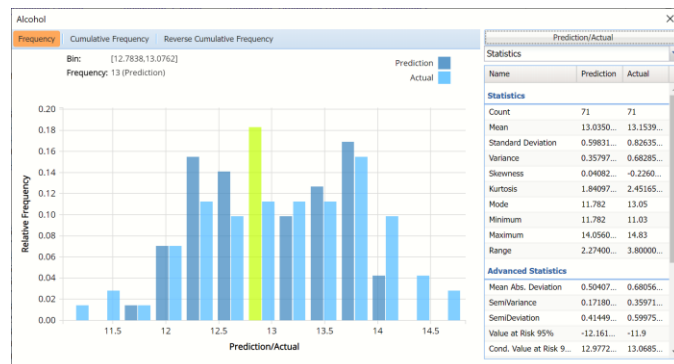 Alcohol
Frequency Cumulative Frequency Reverse Cumulative Frequency
Bin: [12.7838,13.0762]
Frequency: 13 (Prediction)
Prediction
Actual
Relative Frequency
0.20
0.18
0.16
0.14
0.12
0.10
0.08
0.06
0.04
0.02
0.00
11.5 12 12.5 13 13.5 14 14.5
Prediction/Actual
Prediction/Actual
Statistics
Name Prediction Actual
Statistics
Count 71 71
Mean 13.0350... 13.1539...
Standard Deviation 0.59831... 0.82635...
Variance 0.35797... 0.68285...
Skewness 0.04082... -0.2260...
Kurtosis 1.84097... 2.45165...
Mode 11.782 13.05
Minimum 11.782 11.03
Maximum 14.0560... 14.83
Range 2.27400... 3.80000...
Advanced Statistics
Mean Abs. Deviation 0.50407... 0.68056...
SemiVariance 0.17180... 0.35971...
SemiDeviation 0.41449... 0.59975...
Value at Risk 95% -12.161... -11.9
Cond. Value at Risk 9... 12.9772... 13.0685...